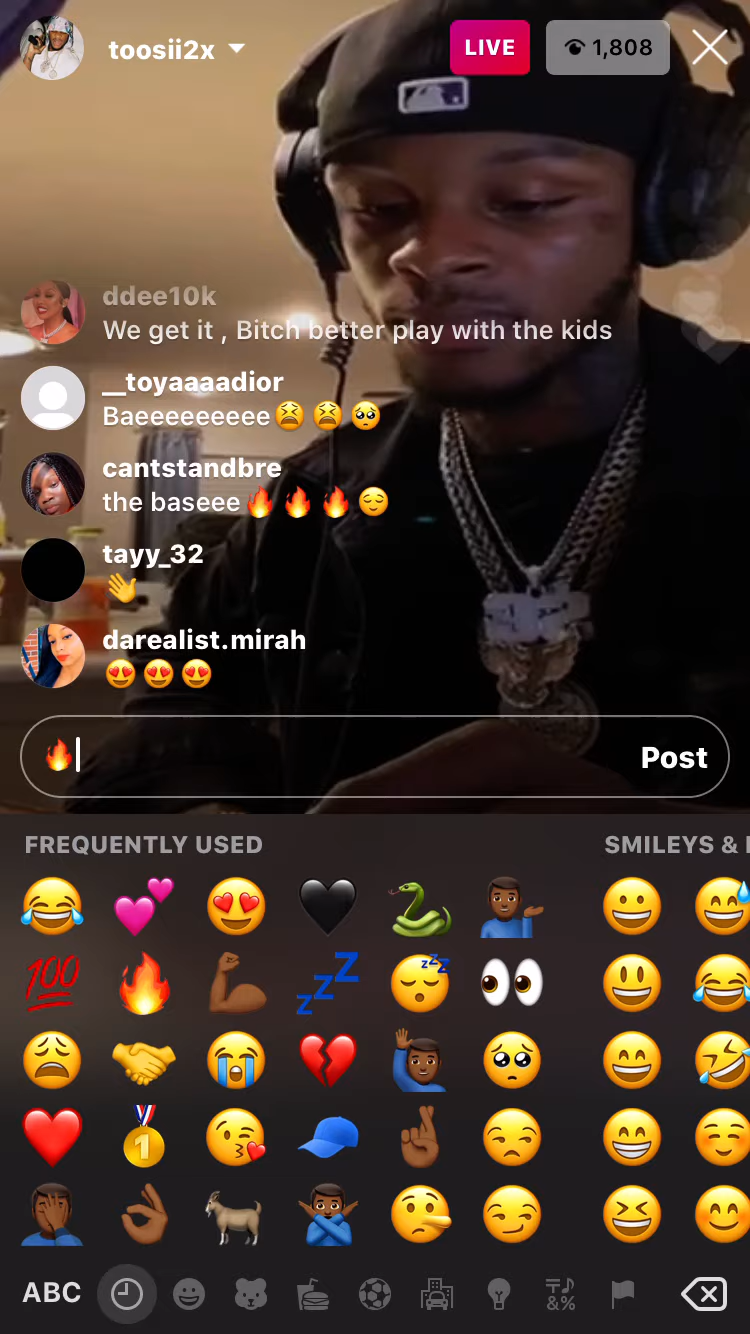 toosii2x
LIVE
1,808
ddee10k
We get it , Bitch better play with the kids
__toyaaaadior
Baeeeeeeeee😫 😫 🥺
cantstandbre
the baseee🔥 🔥 🔥 😌
tayy_32
👋
darealist.mirah
😍 😍 😍
🔥
Post
FREQUENTLY USED
SMILEYS &
ABC